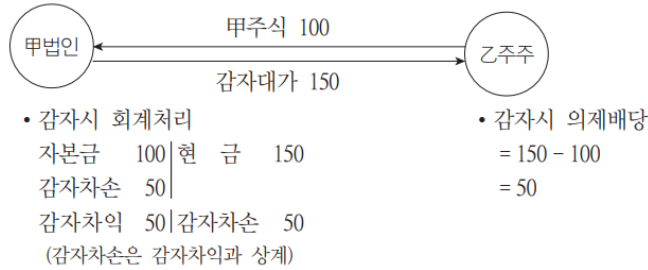 甲주식 100
甲법인
乙주주
감자대가 150
• 감자시 회계처리
자본금 100 현 금 150
감자차손 50
감자차익 50 감자차손 50
(감자차손은 감자차익과 상계)
• 감자시 의제배당
= 150 − 100
= 50